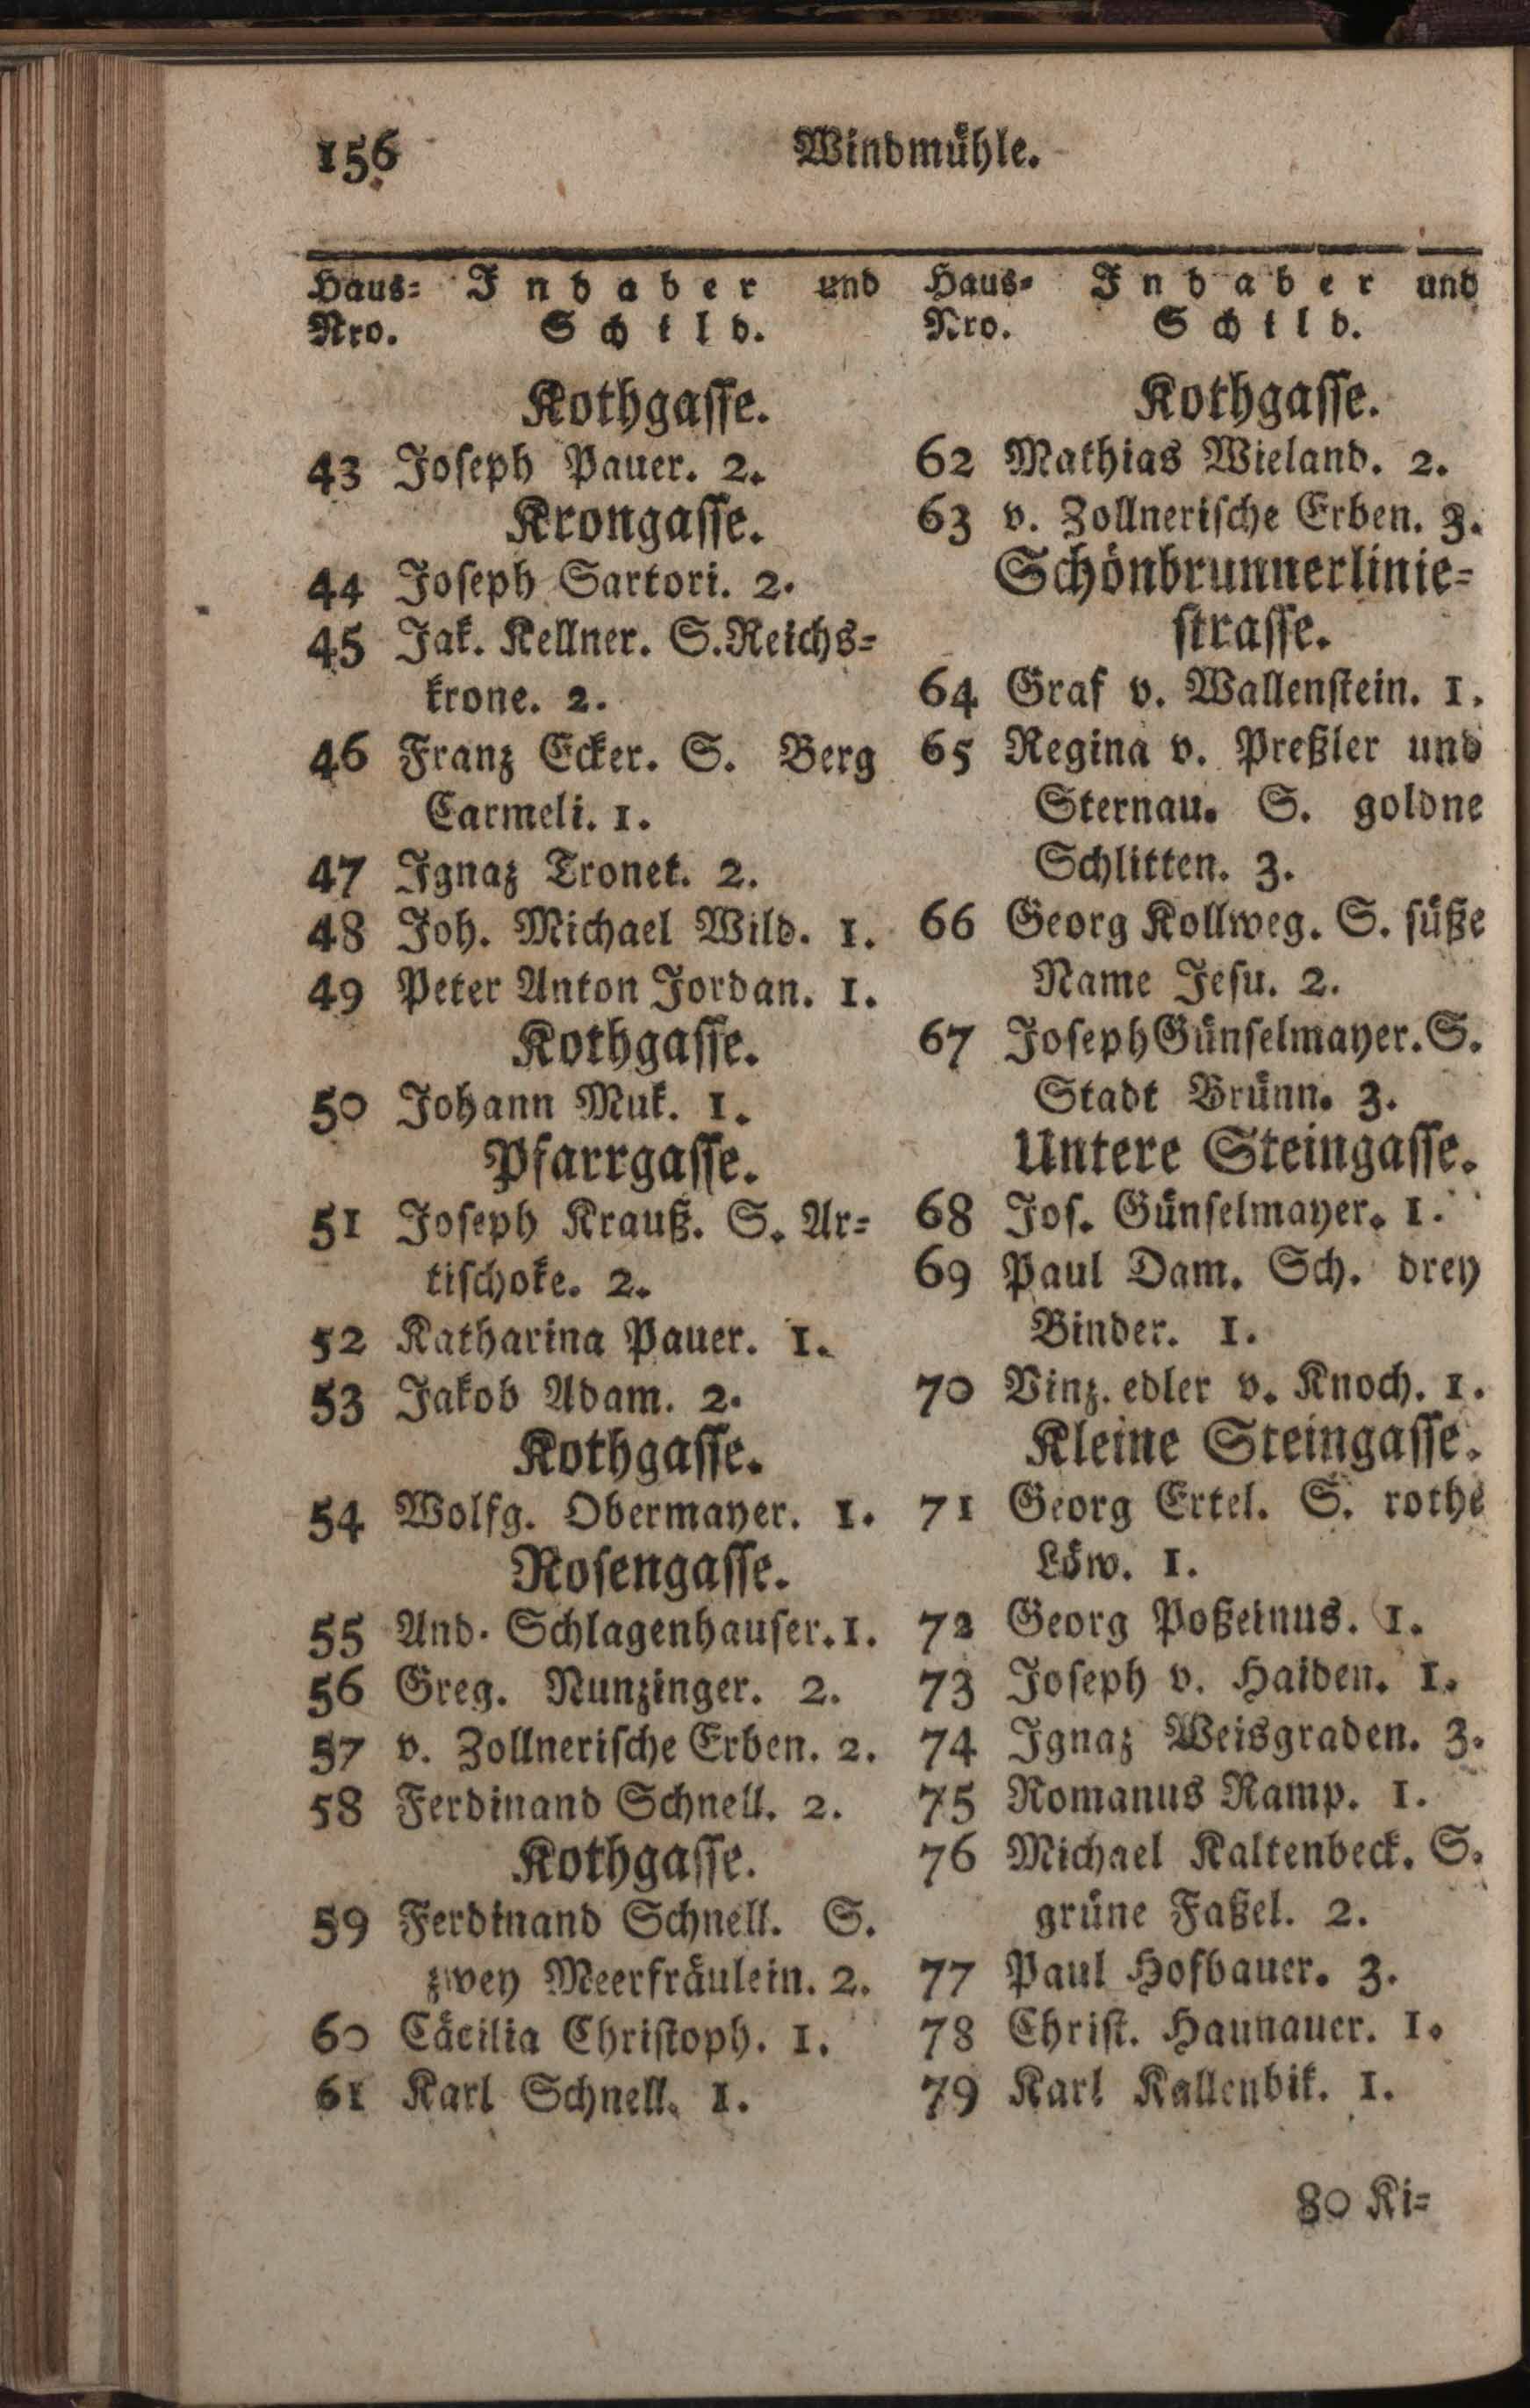 156
Windmühle.
Haus= Inhaber und
Nro. Schild.
Kothgasse.
43 Joseph Pauer. 2.
Krongasse.
44 Joseph Sartori. 2.
45 Jak. Kellner. S. Reichs=
krone. 2.
46 Franz Ecker. S. Berg
Carmeli. 1.
47 Ignaz Tronet. 2.
48 Joh. Michael Wild. 1.
49 Peter Anton Jordan. 1.
Kothgasse.
50 Johann Muk. 1.
Pfarrgasse.
51 Joseph Krauß. S. Ar=
tischoke. 2.
52 Katharina Pauer. 1.
53 Jakob Adam. 2.
Kothgasse.
54 Wolfg. Obermayer. 1.
Rosengasse.
55 And. Schlagenhauser. 1.
56 Greg. Nunzinger. 2.
57 v. Zollnerische Erben. 2.
58 Ferdinand Schnell. 2.
Kothgasse.
59 Ferdinand Schnell. S.
zwey Meerfräulein. 2.
60 Cäcilia Christoph. 1.
61 Karl Schnell. 1.
Haus= Inhaber und
Nro. Schild.
Kothgasse.
62 Mathias Wieland. 2.
63 v. Zollnerische Erben. 3.
Schönbrunnerlinie=
strasse.
64 Graf v. Wallenstein. 1.
65 Regina v. Preßler und
Sternau. S. goldne
Schlitten. 3.
66 Georg Kollweg. S. süße
Name Jesu. 2.
67 Joseph Günselmayer. S.
Stadt Brünn. 3.
Untere Steingasse.
68 Jos. Günselmayer. 1.
69 Paul Dam. Sch. drey
Binder. 1.
70 Vinz. edler v. Knoch. 1.
Kleine Steingasse.
71 Georg Ertel. S. rothe
Löw. 1.
72 Georg Poßeinus. 1.
73 Joseph v. Haiden. 1.
74 Ignaz Weisgraden. 3.
75 Romanus Ramp. 1.
76 Michael Kaltenbeck. S.
grüne Faßel. 2.
77 Paul Hofbauer. 3.
78 Christ. Haunauer. 1.
79 Karl Kallenbik. 1.
80 Ki=